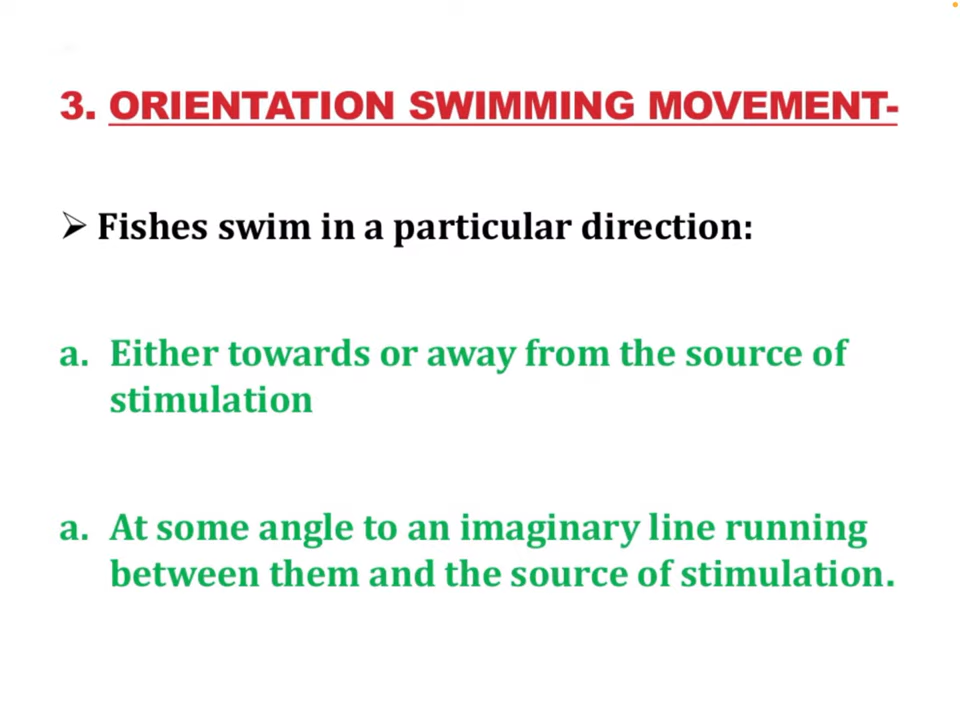 3. ORIENTATION SWIMMING MOVEMENT-
➢ Fishes swim in a particular direction:
a. Either towards or away from the source of
stimulation
a. At some angle to an imaginary line running
between them and the source of stimulation.